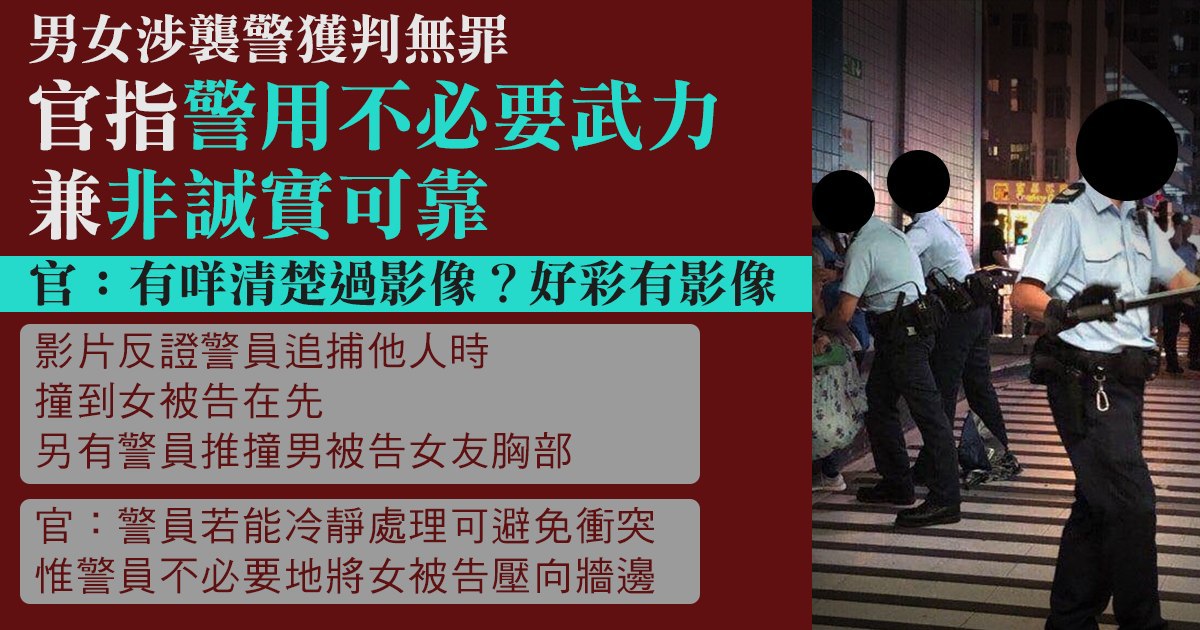 男女涉襲警獲判無罪
官指警用不必要武力
兼非誠實可靠
官：有咩清楚過影像？好彩有影像
影片反證警員追捕他人時
撞到女被告在先
另有警員推撞男被告女友胸部
官：警員若能冷靜處理可避免衝突
惟警員不必要地將女被告壓向牆邊